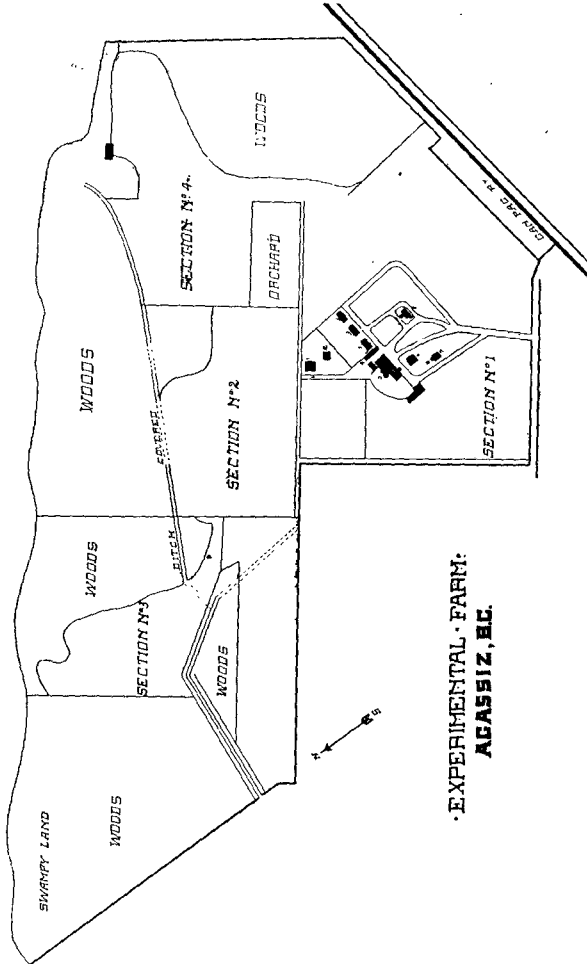 WOODS
WOODS
SECTION Nº 4.
ORCHARD
CAN PAC RY
WOODS
COVERED
SECTION Nº 2
SECTION Nº 1
WOODS
DITCH
SECTION Nº 3
WOODS
N
S
SWAMPY LAND
WOODS
·EXPERIMENTAL·FARM:
AGASSIZ, B.C.